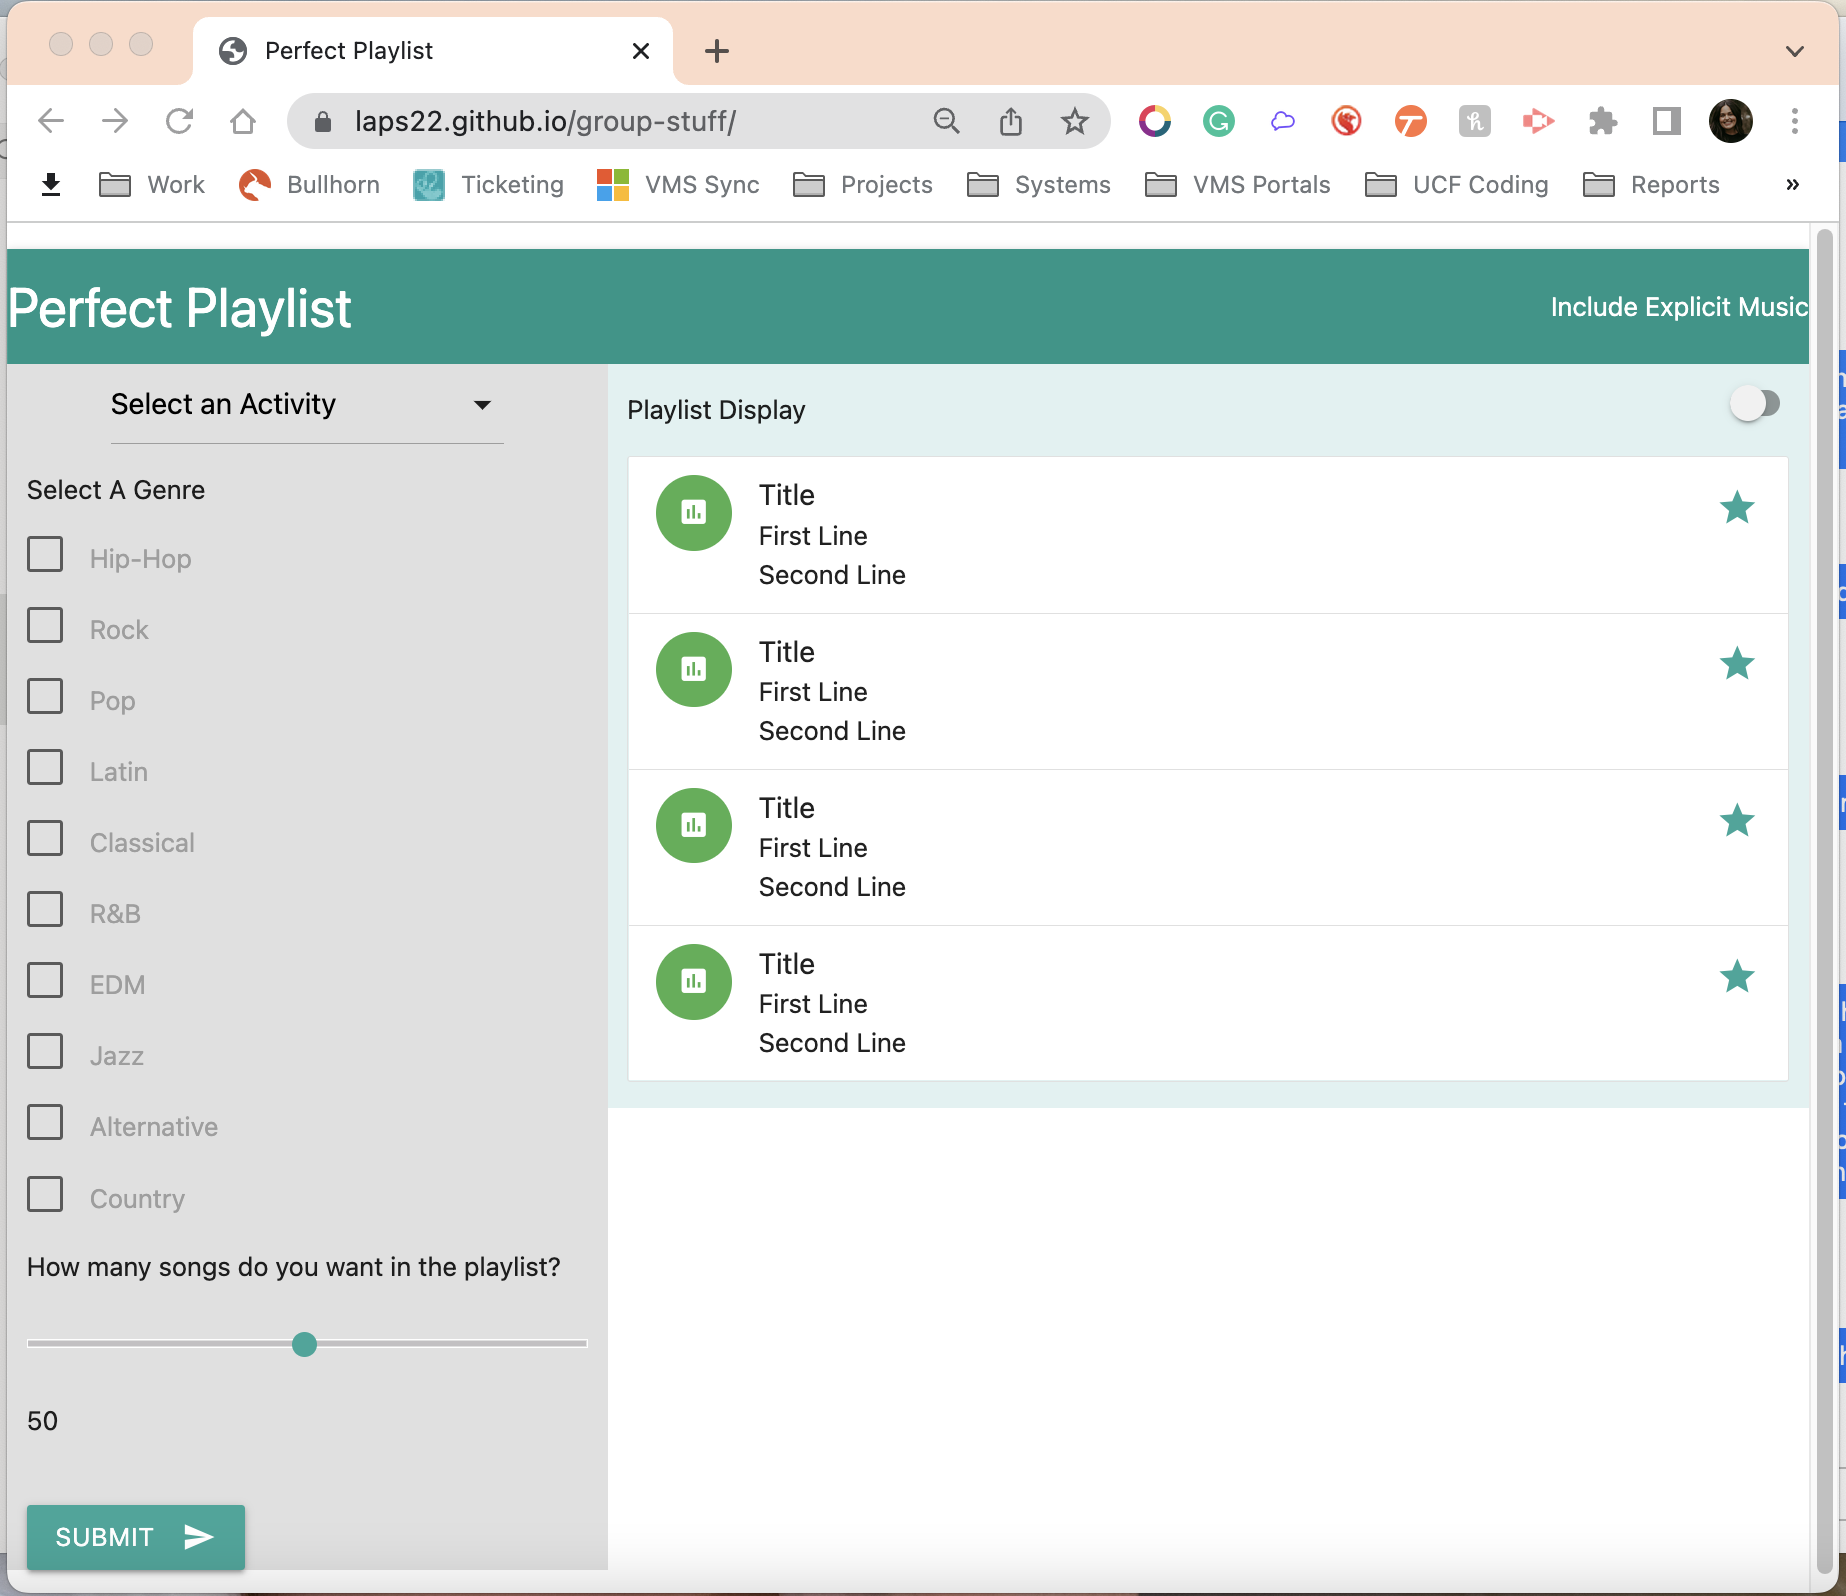 Perfect Playlist
laps22.github.io/group-stuff/
Work Bullhorn Ticketing VMS Sync Projects Systems VMS Portals UCF Coding Reports »
Perfect Playlist
Include Explicit Music
Select an Activity
Select A Genre
Hip-Hop
Rock
Pop
Latin
Classical
R&B
EDM
Jazz
Alternative
Country
How many songs do you want in the playlist?
50
SUBMIT
Playlist Display
Title
First Line
Second Line
Title
First Line
Second Line
Title
First Line
Second Line
Title
First Line
Second Line